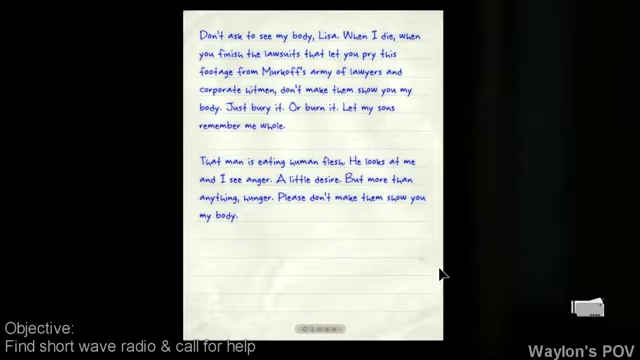 Don't ask to see my body, Lisa. When I die, when
you finish the lawsuits that let you pry this
footage from Murkoff's army of lawyers and
corporate hitmen, don't make them show you my
body. Just bury it. Or burn it. Let my sons
remember me whole.
That man is eating human flesh. He looks at me
and I see anger. A little desire. But more than
anything, hunger. Please don't make them show you
my body.
Close
Objective:
Find short wave radio & call for help
Waylon's POV